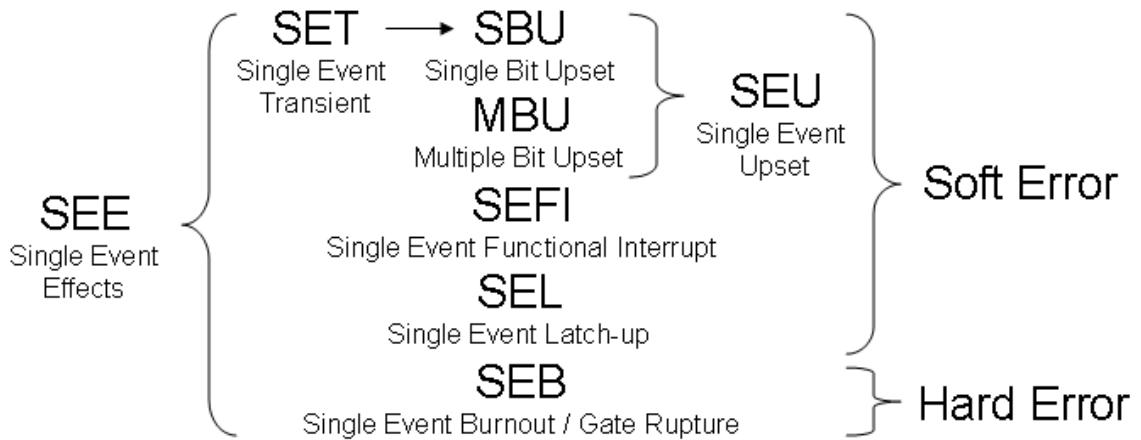 SET
Single Event
Transient
SBU
Single Bit Upset
MBU
Multiple Bit Upset
SEU
Single Event
Upset
Soft Error
SEE
Single Event
Effects
SEFI
Single Event Functional Interrupt
SEL
Single Event Latch-up
SEB
Single Event Burnout / Gate Rupture
Hard Error